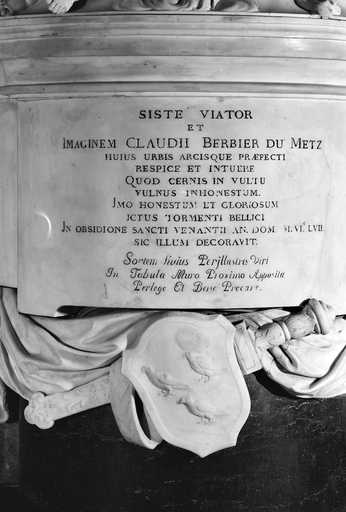 SISTE VIATOR
ET
IMAGINEM CLAUDII BERBIER DU METZ
HUIUS URBIS ARCISQUE PRÆFECTI
RESPICE ET INTUERE
QUOD CERNIS IN VULTU
VULNUS INHONESTUM.
IMO HONESTUM ET GLORIOSUM
ICTUS TORMENTI BELLICI
IN OBSIDIONE SANCTI VENANTII AN. DOM. LVII.
SIC ILLUM DECORAVIT.
Sortem huius Perillustris Viri
In Tabula Muro Proximo Apposita
Perlege Et Bene Precare.